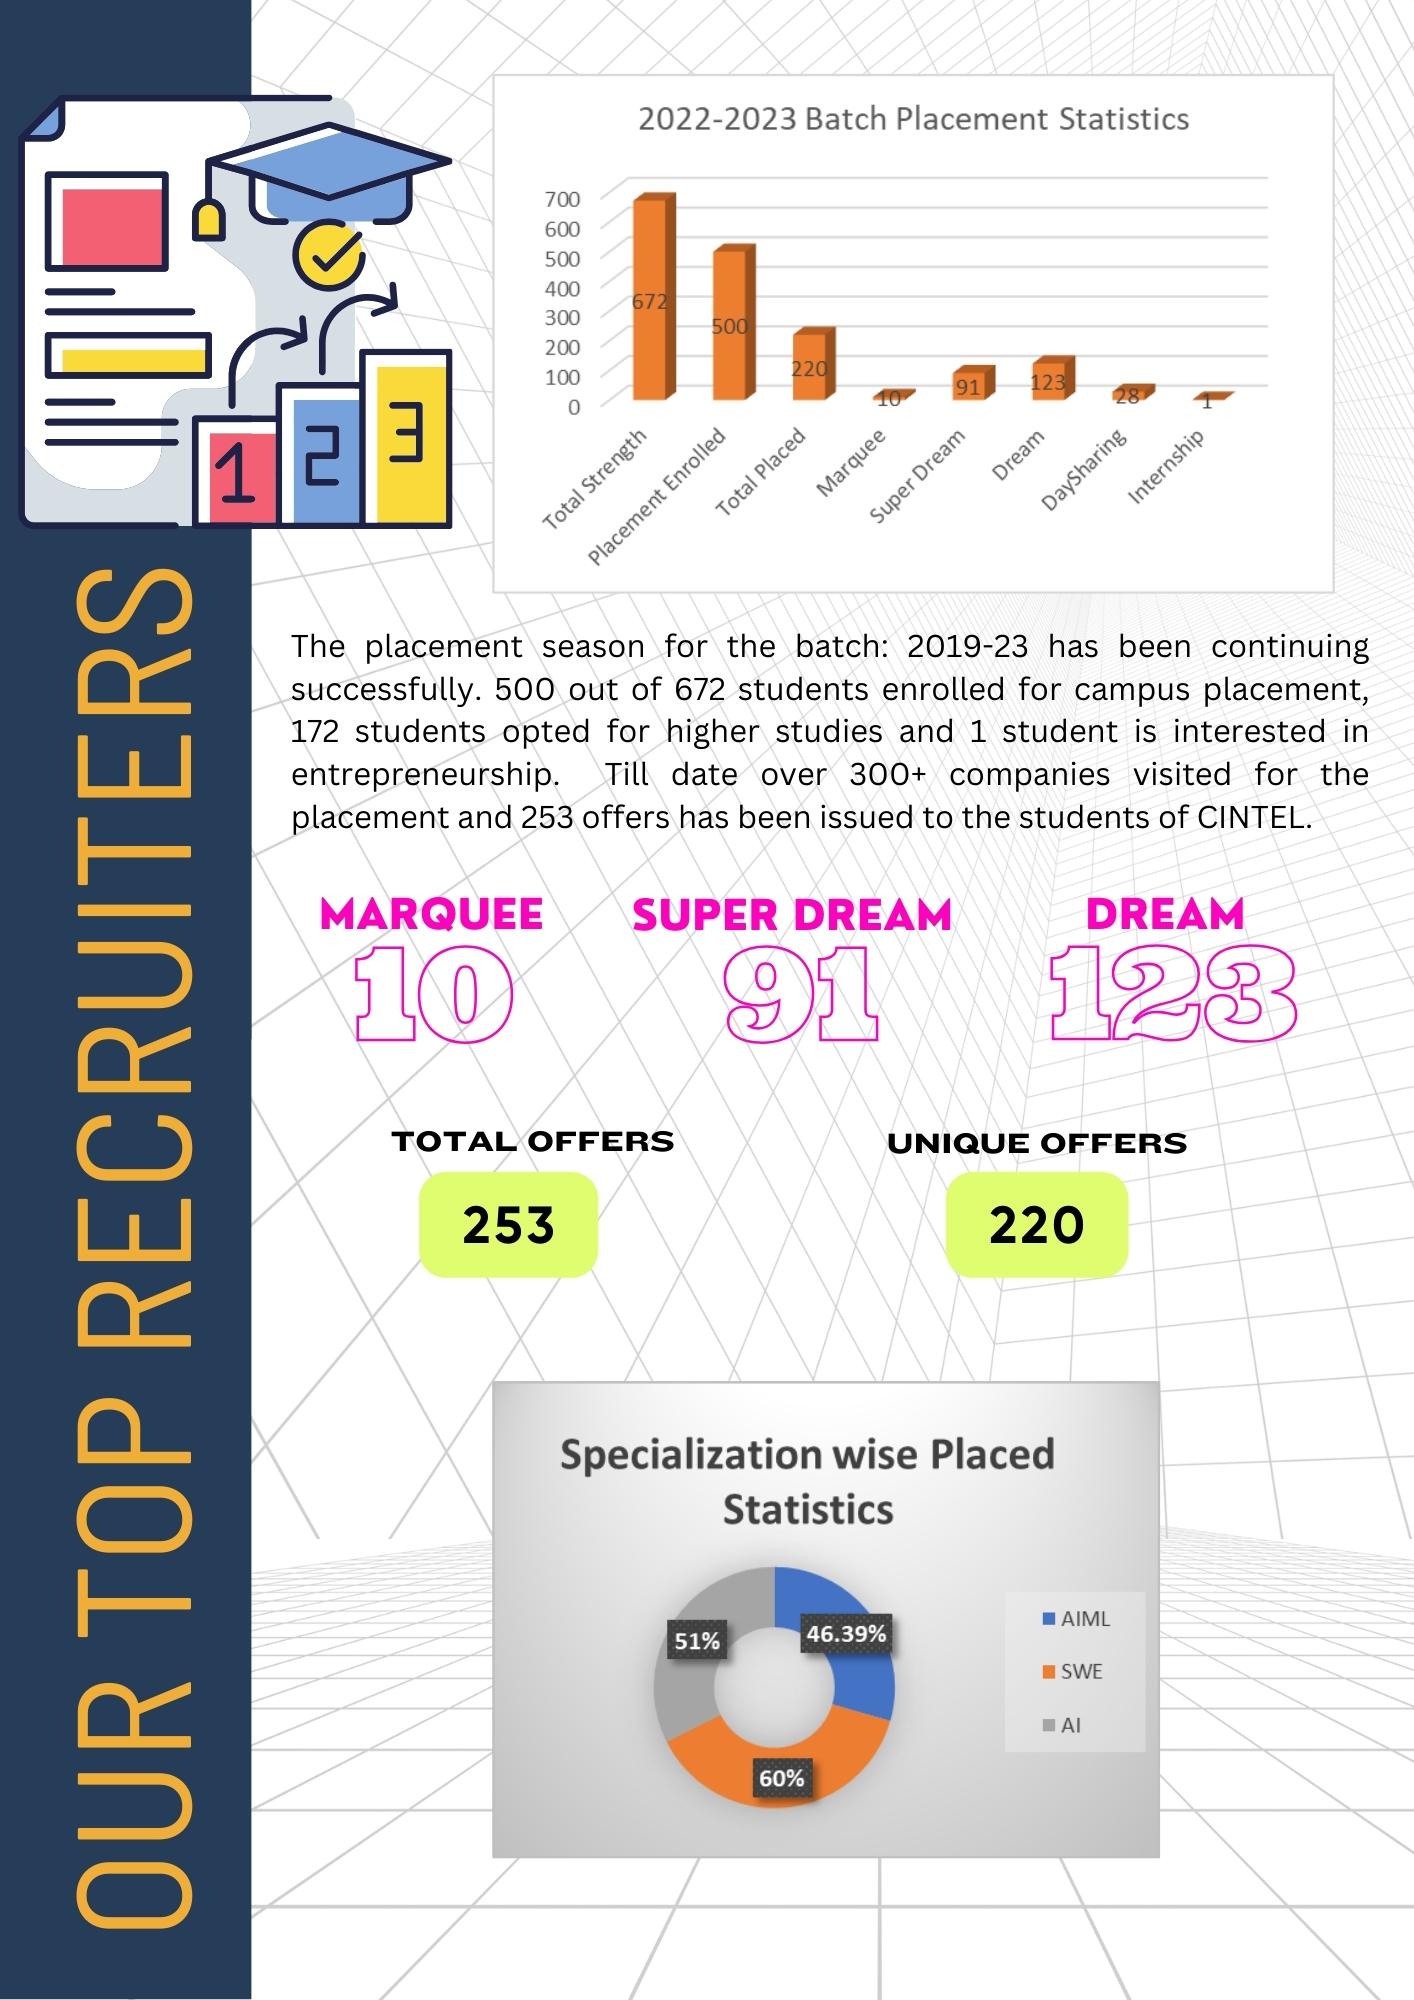 OUR TOP RECRUITERS
1
2
3
2022-2023 Batch Placement Statistics
700
600
500
400
300
200
100
0
672
500
220
10
91
123
28
1
Total Strength
Placement Enrolled
Total Placed
Marquee
Super Dream
Dream
DaySharing
Internship
The placement season for the batch: 2019-23 has been continuing
successfully. 500 out of 672 students enrolled for campus placement,
172 students opted for higher studies and 1 student is interested in
entrepreneurship. Till date over 300+ companies visited for the
placement and 253 offers has been issued to the students of CINTEL.
MARQUEE
10
SUPER DREAM
91
DREAM
123
TOTAL OFFERS
253
UNIQUE OFFERS
220
Specialization wise Placed
Statistics
51%
46.39%
60%
AIML
SWE
AI